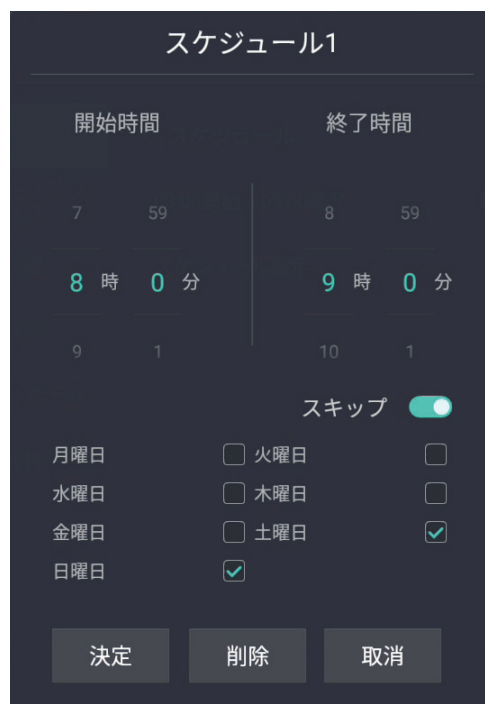 スケジュール1
開始時間 終了時間
7 59 8 59
8 時 0 分 9 時 0 分
9 1 10 1
スキップ
月曜日 火曜日
水曜日 木曜日
金曜日 土曜日
日曜日
決定 削除 取消